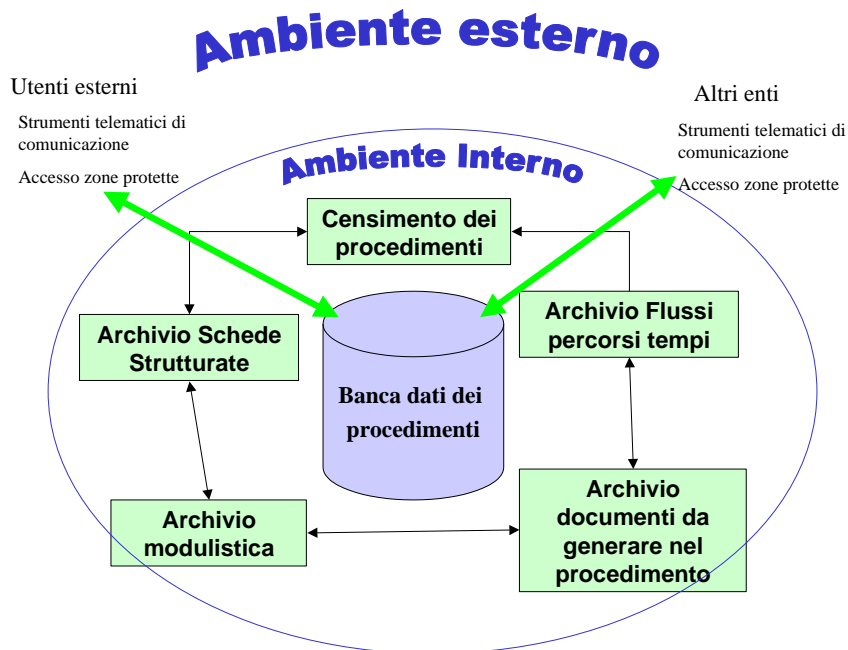 Ambiente esterno
Utenti esterni
Strumenti telematici di
comunicazione
Accesso zone protette
Altri enti
Strumenti telematici di
comunicazione
Accesso zone protette
Ambiente Interno
Censimento dei
procedimenti
Archivio Schede
Strutturate
Archivio Flussi
percorsi tempi
Banca dati dei
procedimenti
Archivio
modulistica
Archivio
documenti da
generare nel
procedimento